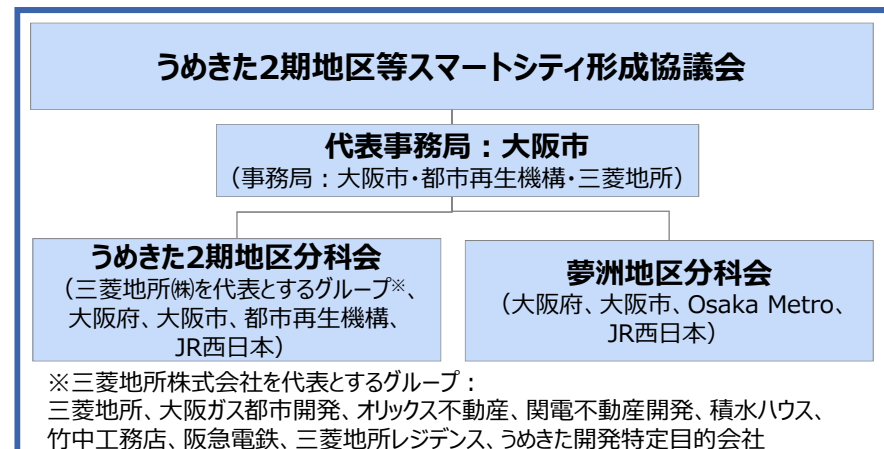 うめきた2期地区等スマートシティ形成協議会
代表事務局：大阪市
（事務局：大阪市・都市再生機構・三菱地所）
うめきた2期地区分科会
（三菱地所㈱を代表とするグループ※、
大阪府、大阪市、都市再生機構、
JR西日本）
夢洲地区分科会
（大阪府、大阪市、Osaka Metro、
JR西日本）
※三菱地所株式会社を代表とするグループ：
三菱地所、大阪ガス都市開発、オリックス不動産、関電不動産開発、積水ハウス、
竹中工務店、阪急電鉄、三菱地所レジデンス、うめきた開発特定目的会社